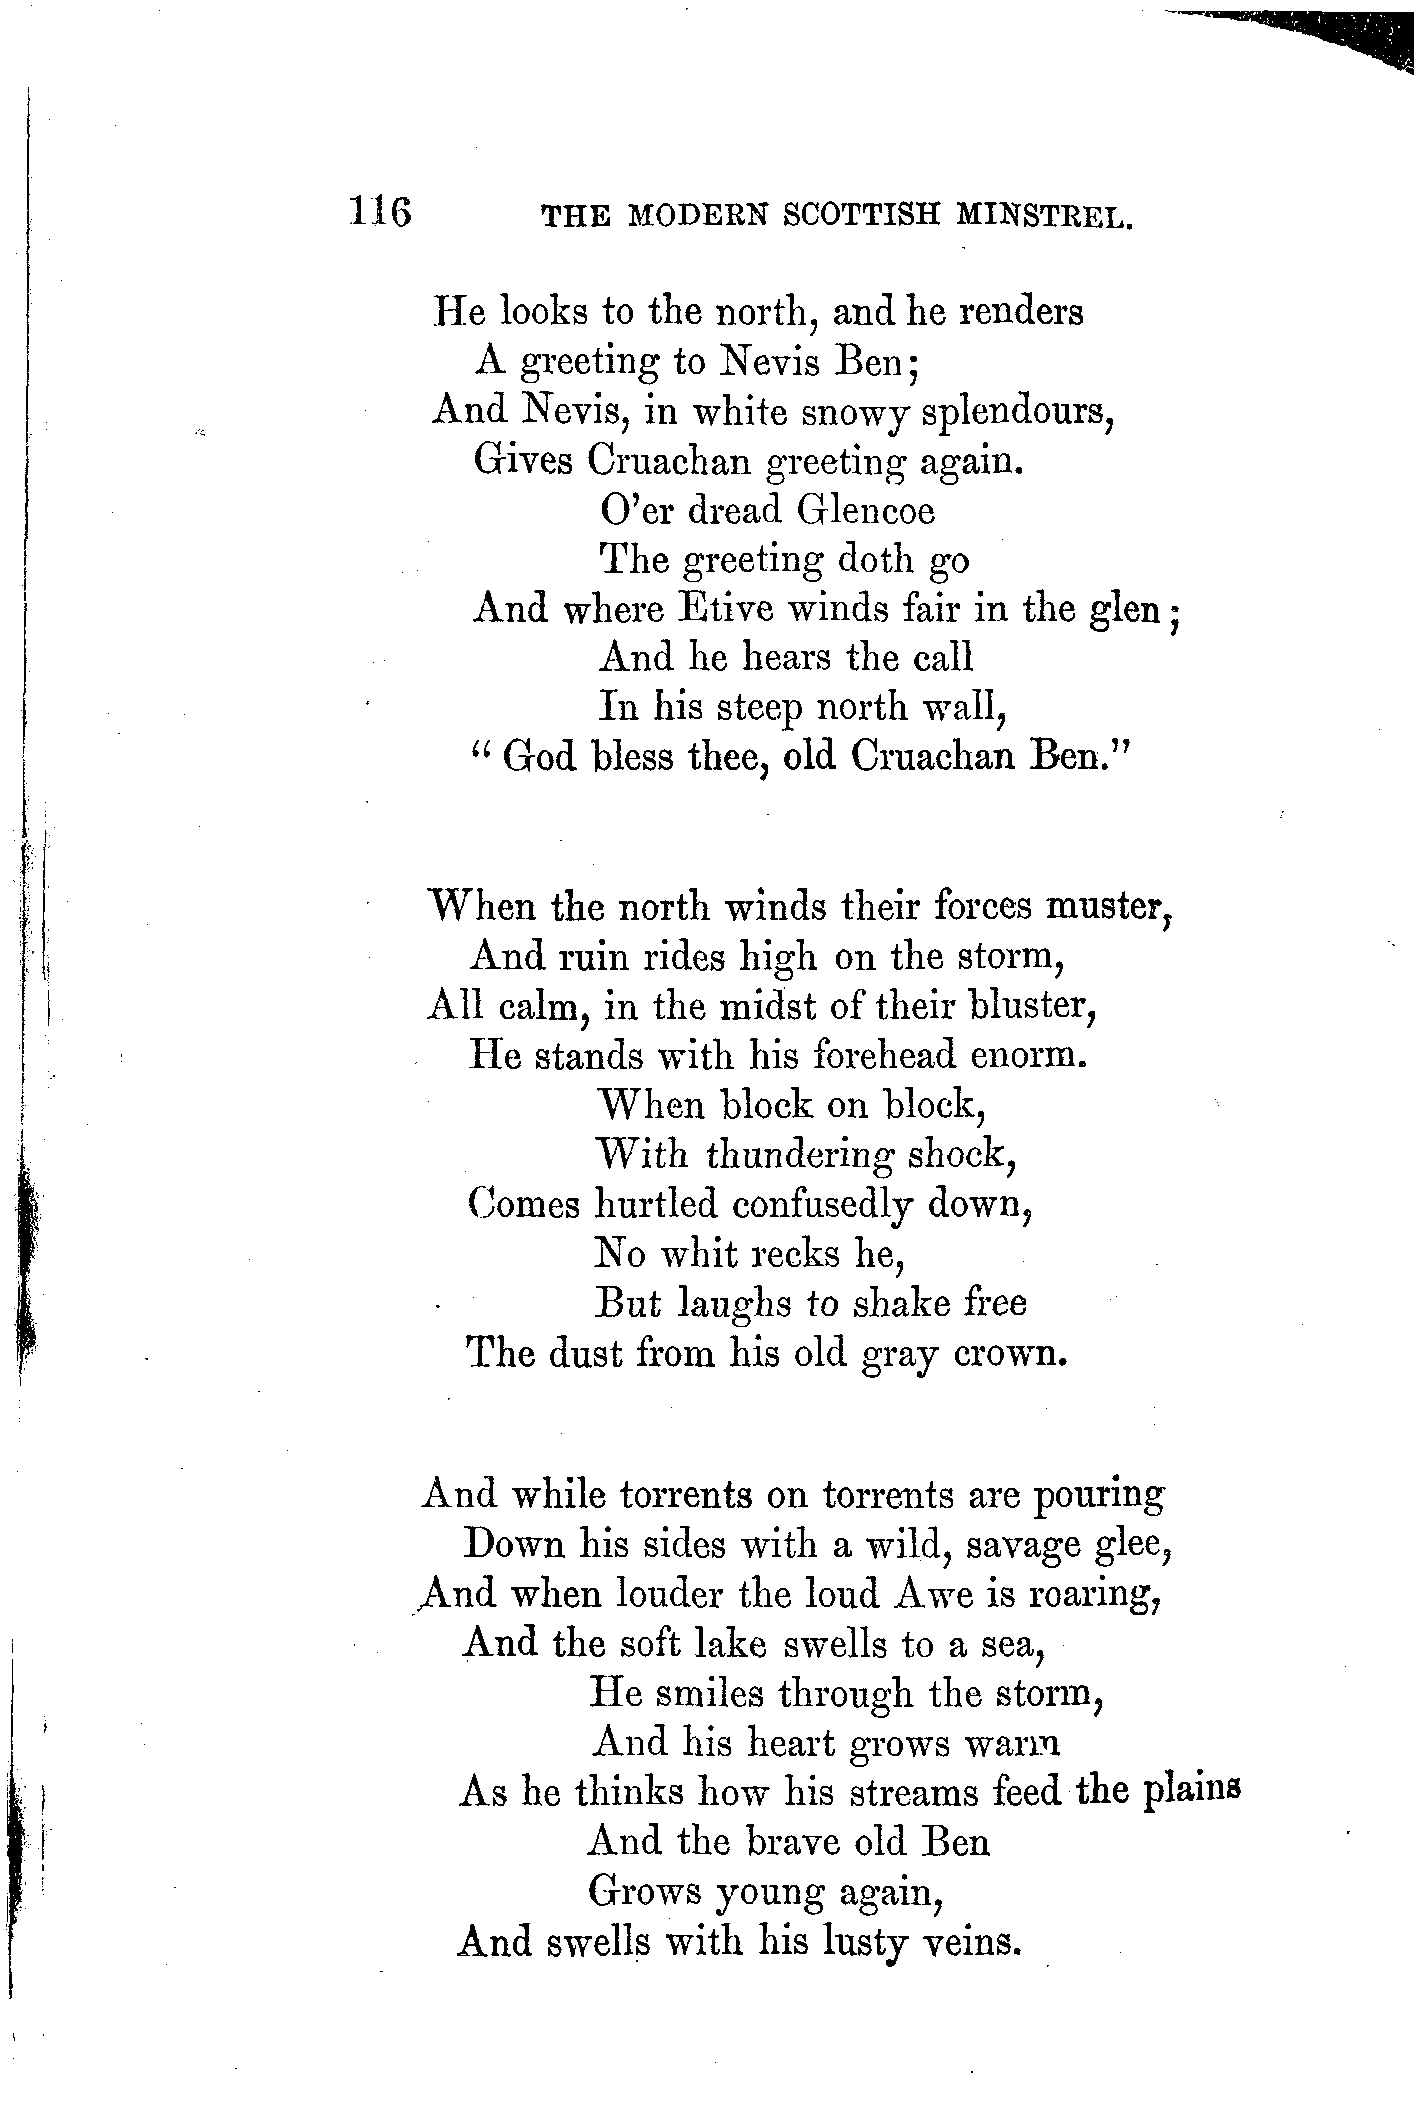 116 THE MODERN SCOTTISH MINSTREL.
He looks to the north, and he renders
A greeting to Nevis Ben;
And Nevis, in white snowy splendours,
Gives Cruachan greeting again.
O'er dread Glencoe
The greeting doth go
And where Etive winds fair in the glen;
And he hears the call
In his steep north wall,
"God bless thee, old Cruachan Ben."
When the north winds their forces muster,
And ruin rides high on the storm,
All calm, in the midst of their bluster,
He stands with his forehead enorm.
When block on block,
With thundering shock,
Comes hurtled confusedly down,
No whit recks he,
But laughs to shake free
The dust from his old gray crown.
And while torrents on torrents are pouring
Down his sides with a wild, savage glee,
And when louder the loud Awe is roaring,
And the soft lake swells to a sea,
He smiles through the storm,
And his heart grows warm
As he thinks how his streams feed the plains
And the brave old Ben
Grows young again,
And swells with his lusty veins.